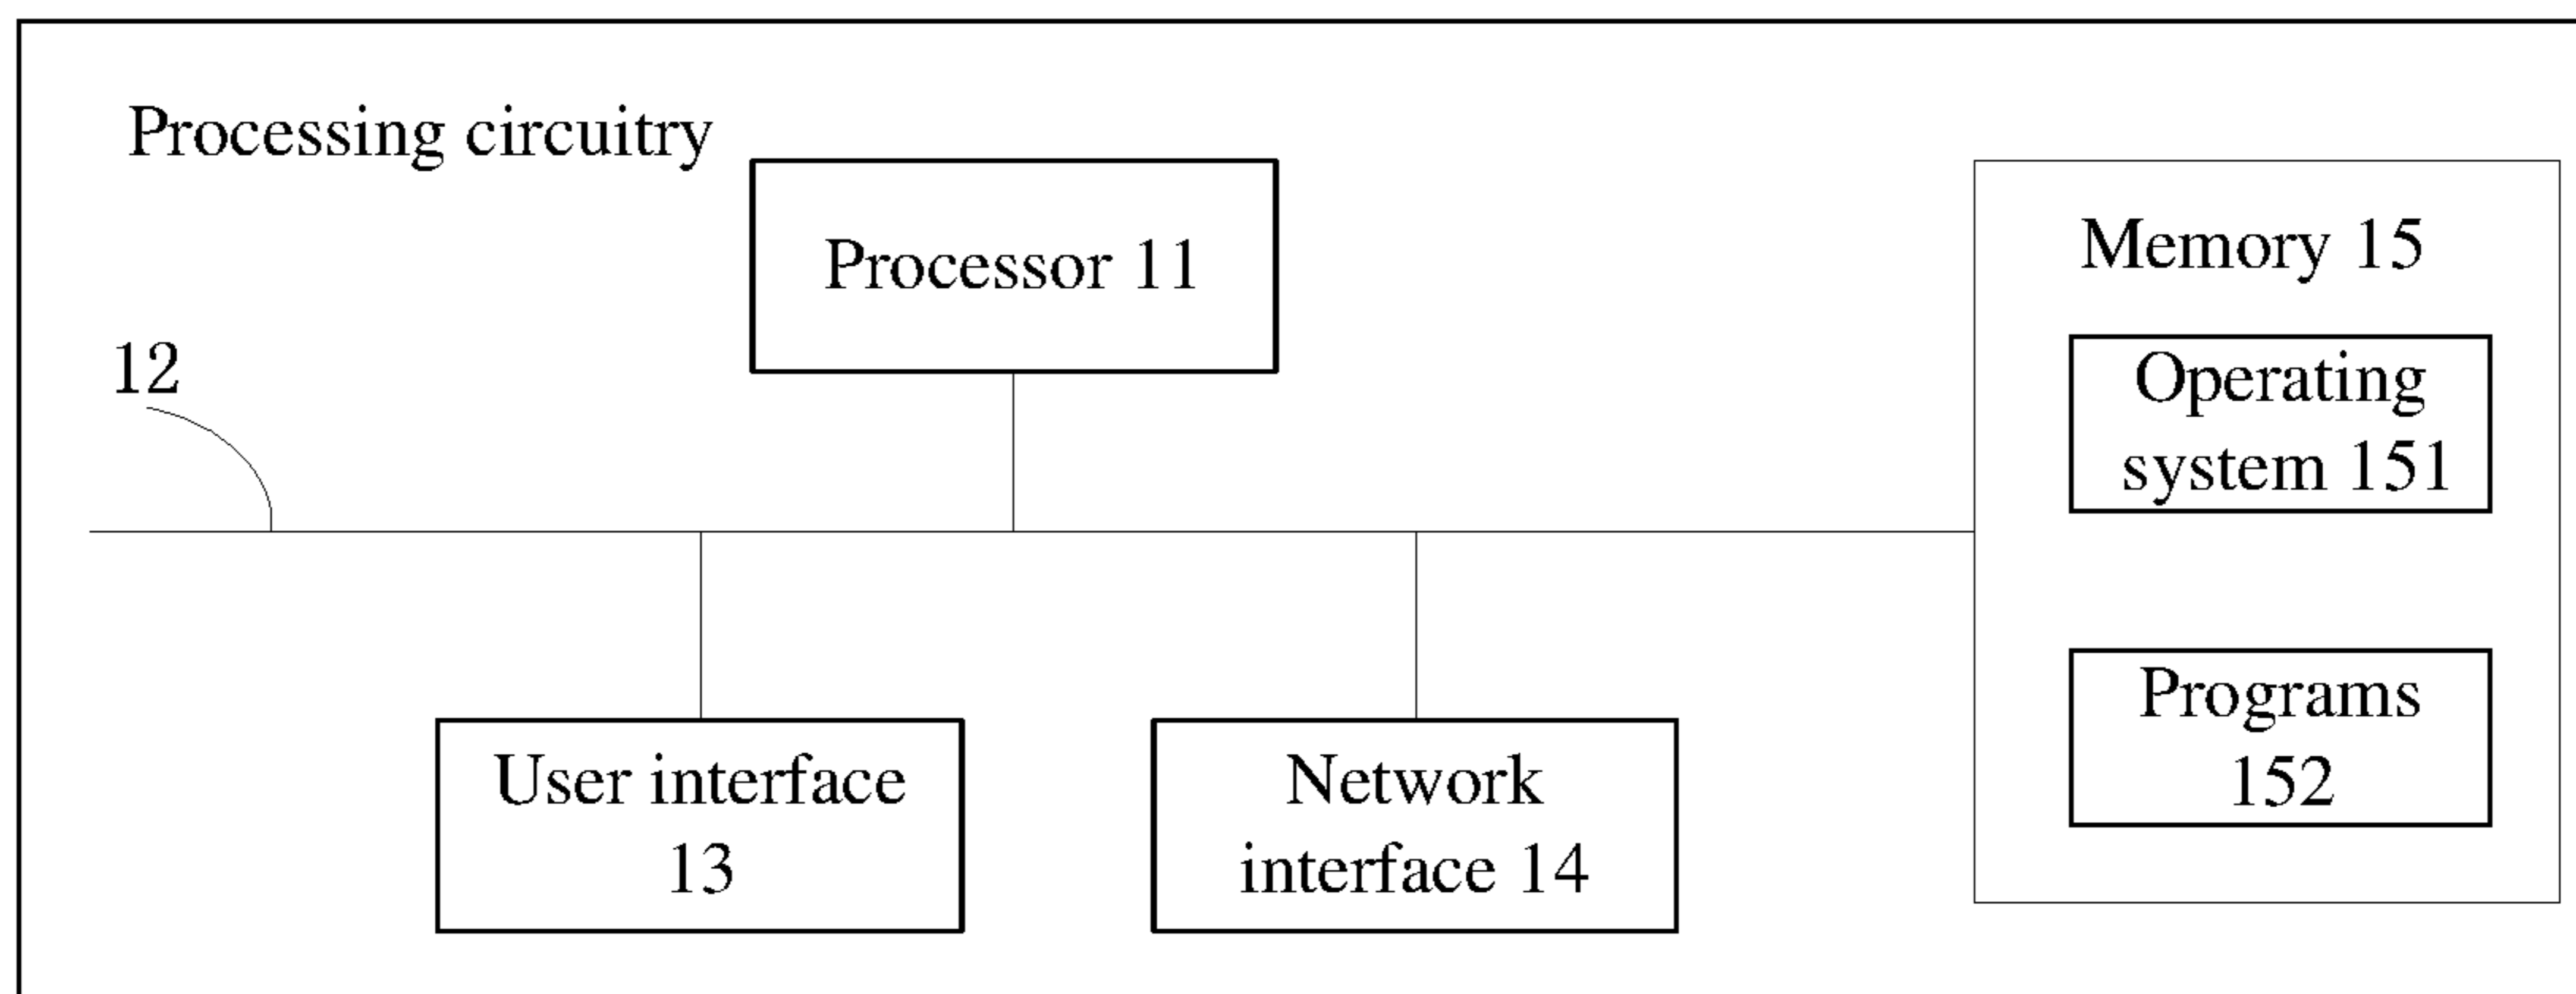 Processing circuitry
Processor 11
Memory 15
12
Operating
system 151
Programs
152
User interface
13
Network
interface 14